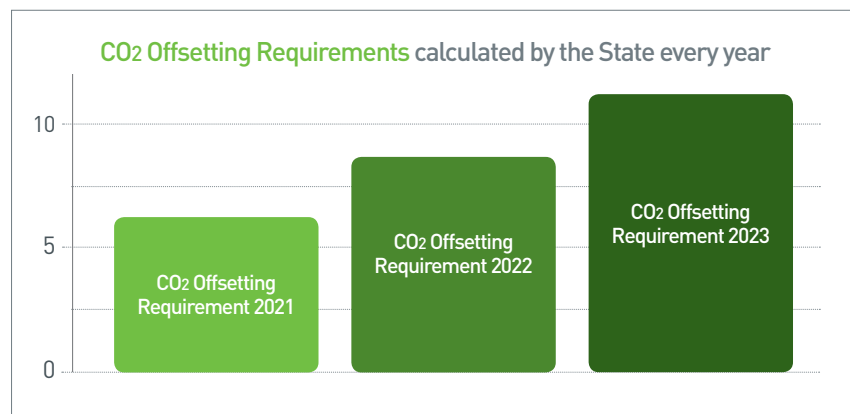 CO2 Offsetting Requirements calculated by the State every year
10
5
0
CO2 Offsetting
Requirement 2021
CO2 Offsetting
Requirement 2022
CO2 Offsetting
Requirement 2023